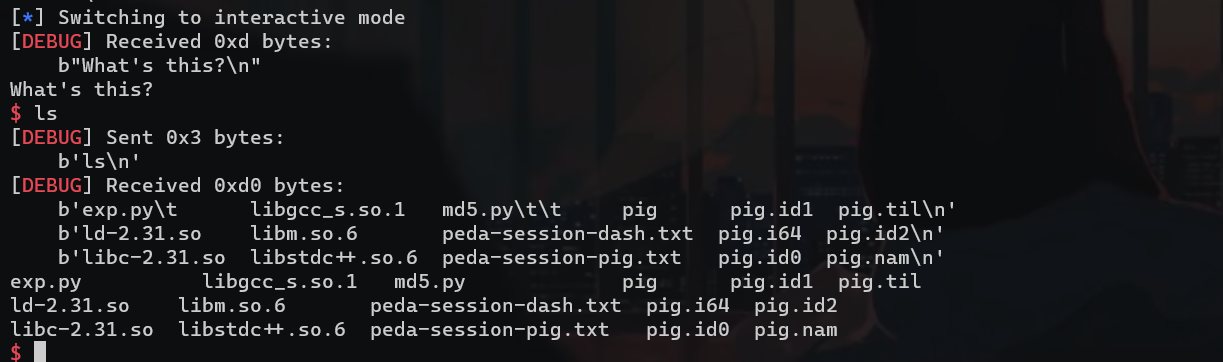 [*] Switching to interactive mode
[DEBUG] Received 0xd bytes:
    b"What's this?\n"
What's this?
$ ls
[DEBUG] Sent 0x3 bytes:
    b'ls\n'
[DEBUG] Received 0xd0 bytes:
    b'exp.py\t      libgcc_s.so.1   md5.py\t\t     pig      pig.id1  pig.til\n'
    b'ld-2.31.so    libm.so.6       peda-session-dash.txt  pig.i64  pig.id2\n'
    b'libc-2.31.so  libstdc++.so.6  peda-session-pig.txt   pig.id0  pig.nam\n'
exp.py          libgcc_s.so.1   md5.py             pig      pig.id1  pig.til
ld-2.31.so    libm.so.6       peda-session-dash.txt  pig.i64  pig.id2
libc-2.31.so  libstdc++.so.6  peda-session-pig.txt   pig.id0  pig.nam
$